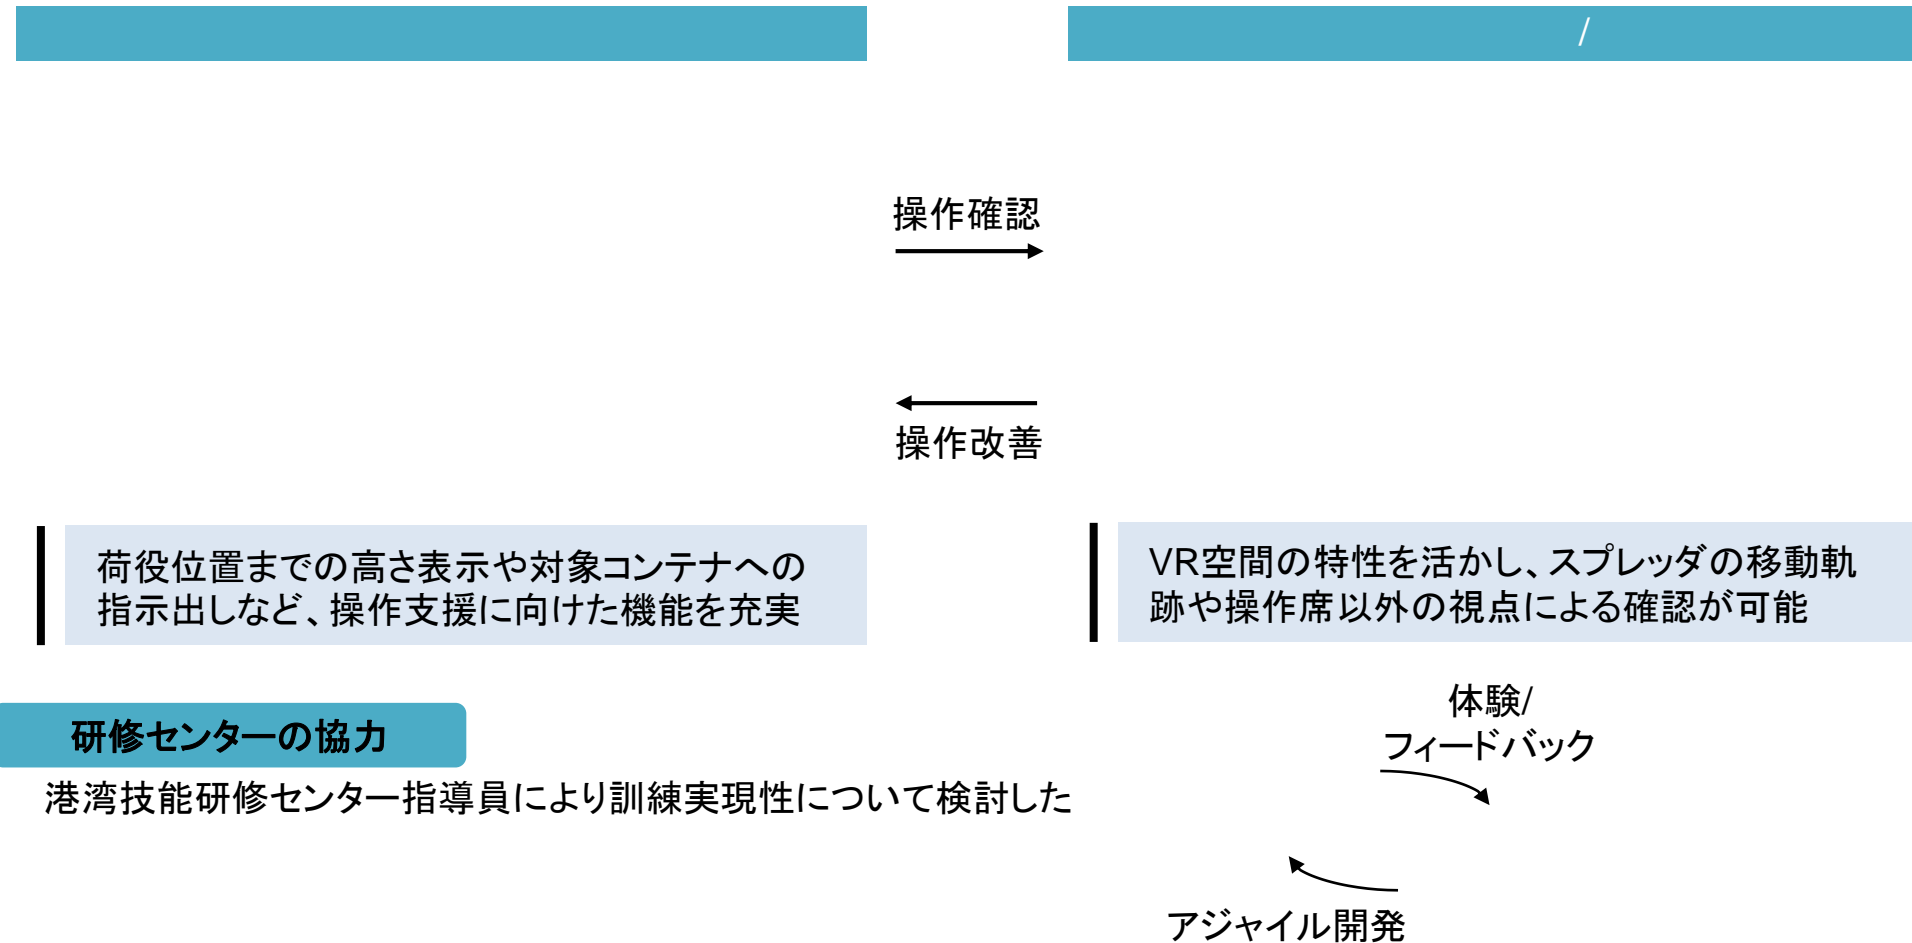 /
操作確認
操作改善
荷役位置までの高さ表示や対象コンテナへの
指示出しなど、操作支援に向けた機能を充実
VR空間の特性を活かし、スプレッダの移動軌
跡や操作席以外の視点による確認が可能
研修センターの協力
港湾技能研修センター指導員により訓練実現性について検討した
体験/
フィードバック
アジャイル開発